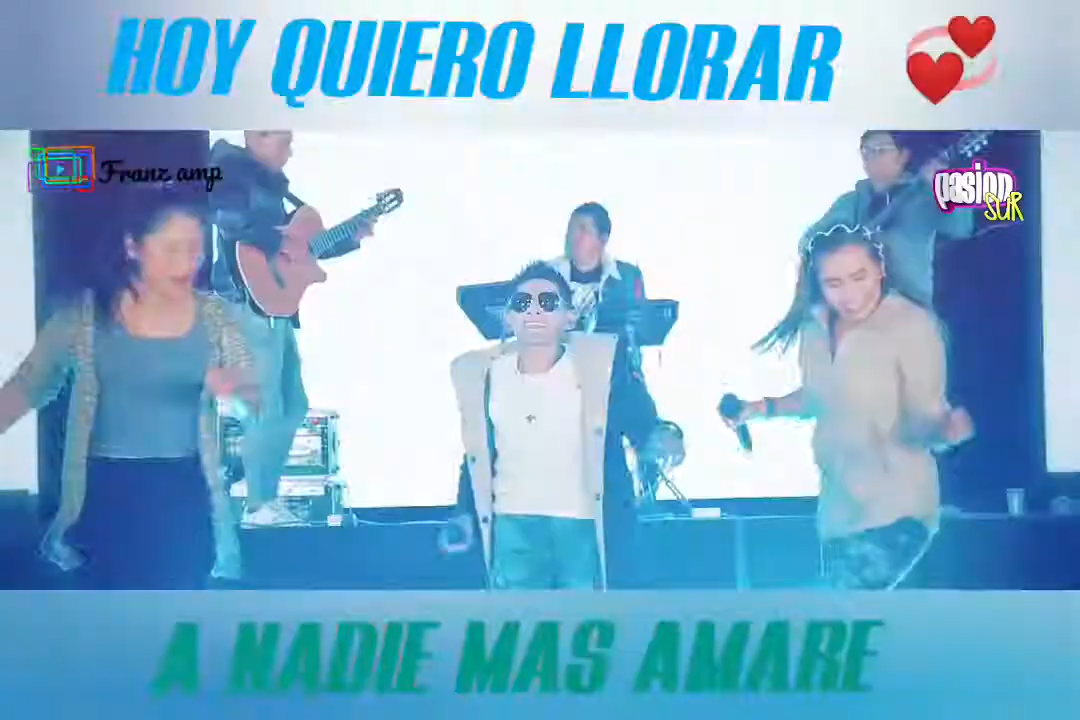 HOY QUIERO LLORAR
Franz amp
pasion
SUR
A NADIE MAS AMARE